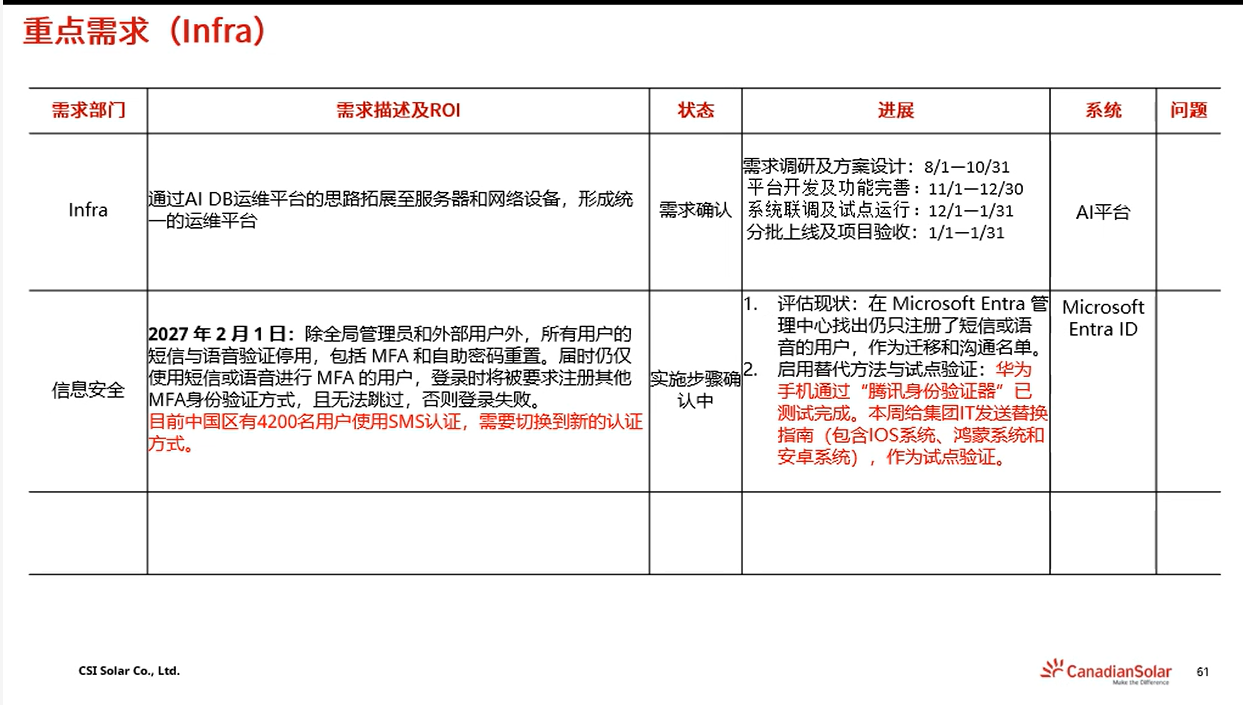 重点需求（Infra）
需求部门
需求描述及ROI
状态
进展
系统
问题
Infra
通过AI DB运维平台的思路拓展至服务器和网络设备，形成统
一的运维平台
需求确认
需求调研及方案设计：8/1—10/31
平台开发及功能完善：11/1—12/30
系统联调及试点运行：12/1—1/31
分批上线及项目验收：1/1—1/31
AI平台
信息安全
2027 年 2 月 1 日：除全局管理员和外部用户外，所有用户的
短信与语音验证停用，包括 MFA 和自助密码重置。届时仍仅
使用短信或语音进行 MFA 的用户，登录时将被要求注册其他
MFA身份验证方式，且无法跳过，否则登录失败。
目前中国区有4200名用户使用SMS认证，需要切换到新的认证
方式。
实施步骤确
认中
1. 评估现状：在 Microsoft Entra 管
理中心找出仍只注册了短信或语
音的用户，作为迁移和沟通名单。
2. 启用替代方法与试点验证：华为
手机通过“腾讯身份验证器”已
测试完成。本周给集团IT发送替换
指南（包含IOS系统、鸿蒙系统和
安卓系统），作为试点验证。
Microsoft
Entra ID
CSI Solar Co., Ltd.
CanadianSolar
Make the Difference
61